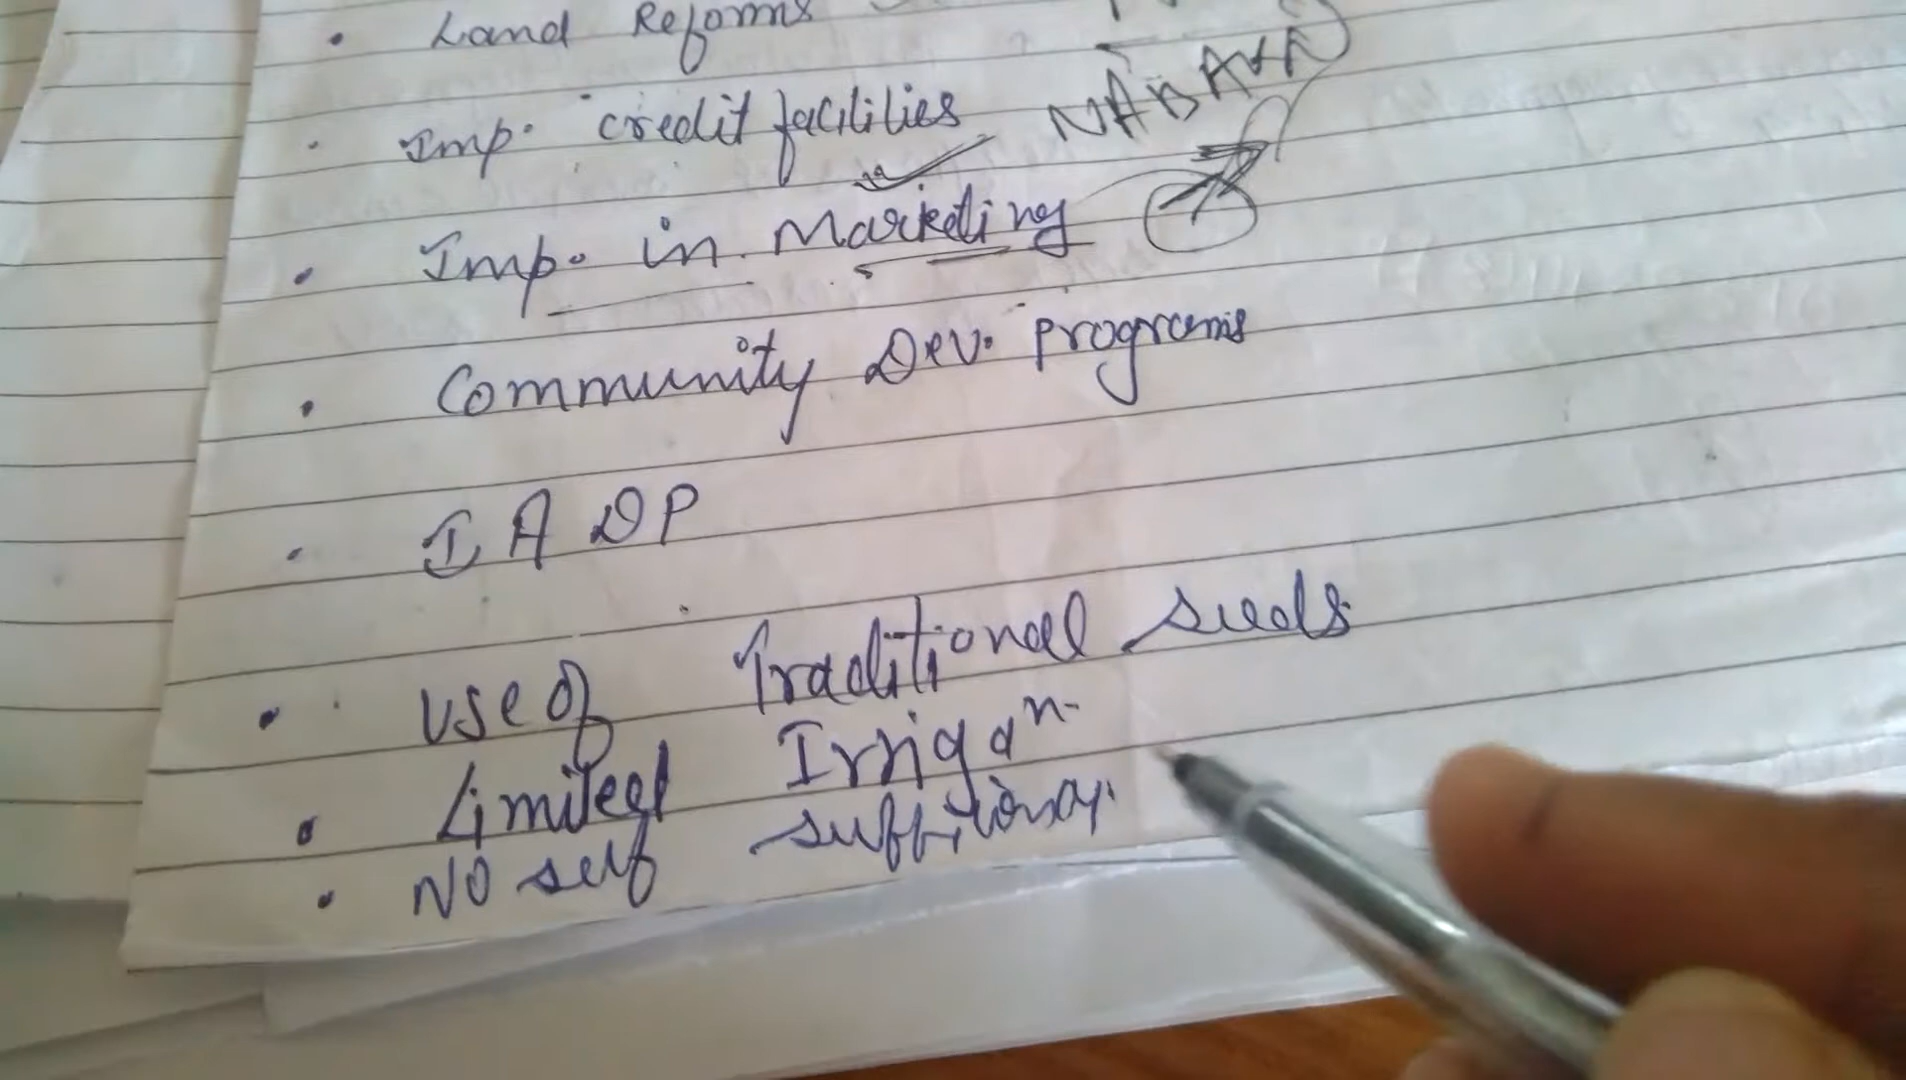 • Land Reforms
• Imp. credit facilities NABARD
• Imp. in Marketing
• Community Dev. Programs
• IADP
• Use of Traditional seeds
• Limited Irrigaⁿ.
• No self sufficiency.